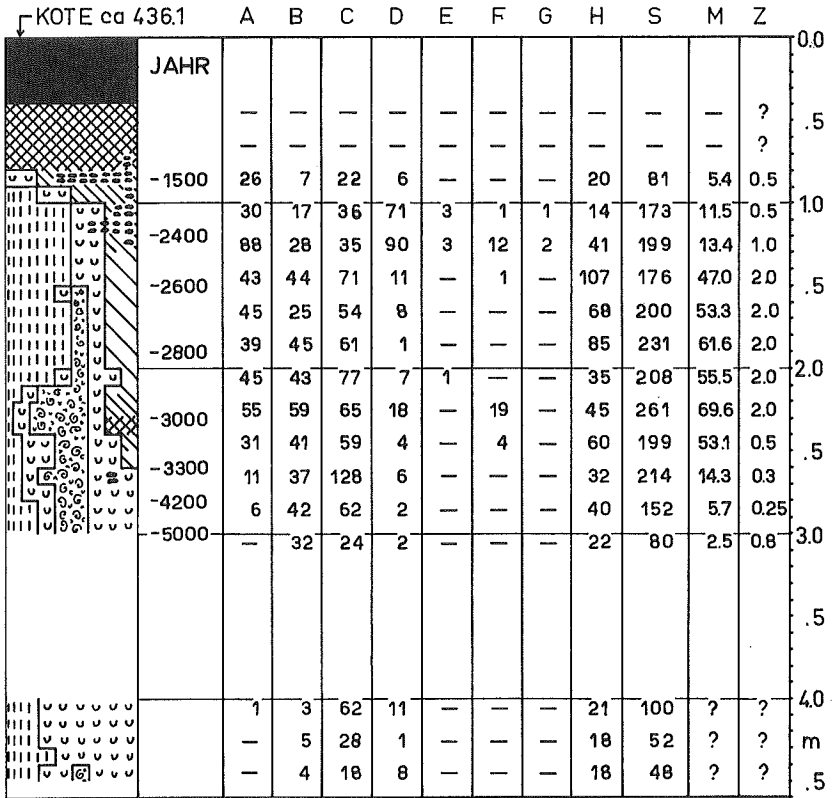 KOTE ca 436.1 A B C D E F G H S M Z
0.0
JAHR
— — — — — — — — — — ?
.5
— — — — — — — — — — ?
-1500 26 7 22 6 — — — 20 81 5.4 0.5
1.0
30 17 36 71 3 1 1 14 173 11.5 0.5
-2400
88 28 35 90 3 12 2 41 199 13.4 1.0
-2600 43 44 71 11 — 1 — 107 176 47.0 2.0
.5
45 25 54 8 — — — 68 200 53.3 2.0
-2800 39 45 61 1 — — — 85 231 61.6 2.0
2.0
45 43 77 7 1 — — 35 208 55.5 2.0
-3000 55 59 65 18 — 19 — 45 261 69.6 2.0
31 41 59 4 — 4 — 60 199 53.1 0.5
.5
-3300 11 37 128 6 — — — 32 214 14.3 0.3
-4200 6 42 62 2 — — — 40 152 5.7 0.25
-5000 3.0
— 32 24 2 — — — 22 80 2.5 0.8
.5
4.0
1 3 62 11 — — — 21 100 ? ?
— 5 28 1 — — — 18 52 ? ? m
— 4 18 8 — — — 18 48 ? ?
.5